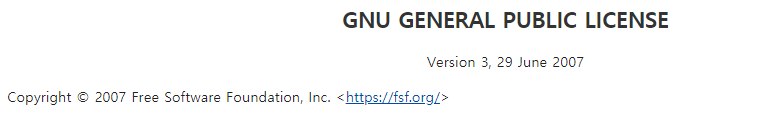 GNU GENERAL PUBLIC LICENSE
Version 3, 29 June 2007
Copyright © 2007 Free Software Foundation, Inc. <https://fsf.org/>